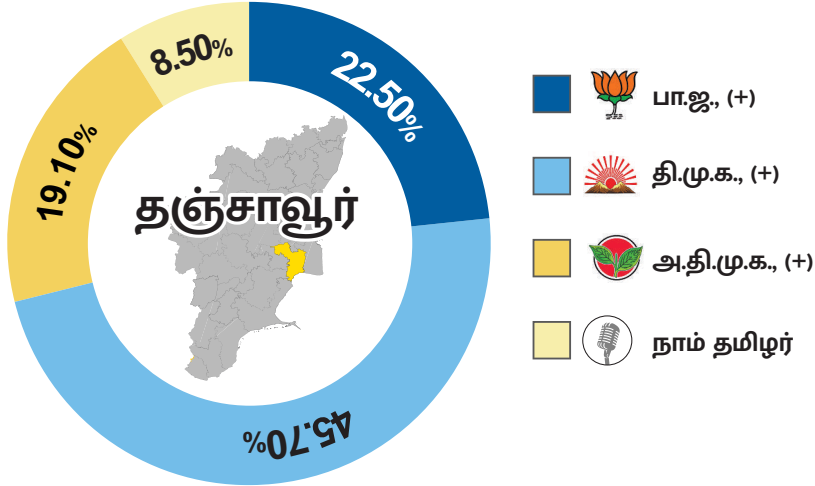 8.50%
22.50%
19.10%
தஞ்சாவூர்
45.70%
பா.ஜ., (+)
தி.மு.க., (+)
அ.தி.மு.க., (+)
நாம் தமிழர்